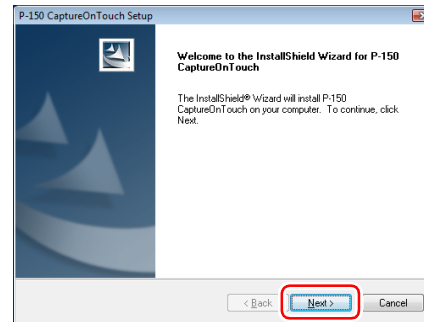 P-150 CaptureOnTouch Setup
Welcome to the InstallShield Wizard for P-150
CaptureOnTouch
The InstallShield® Wizard will install P-150
CaptureOnTouch on your computer. To continue, click
Next.
< Back Next > Cancel